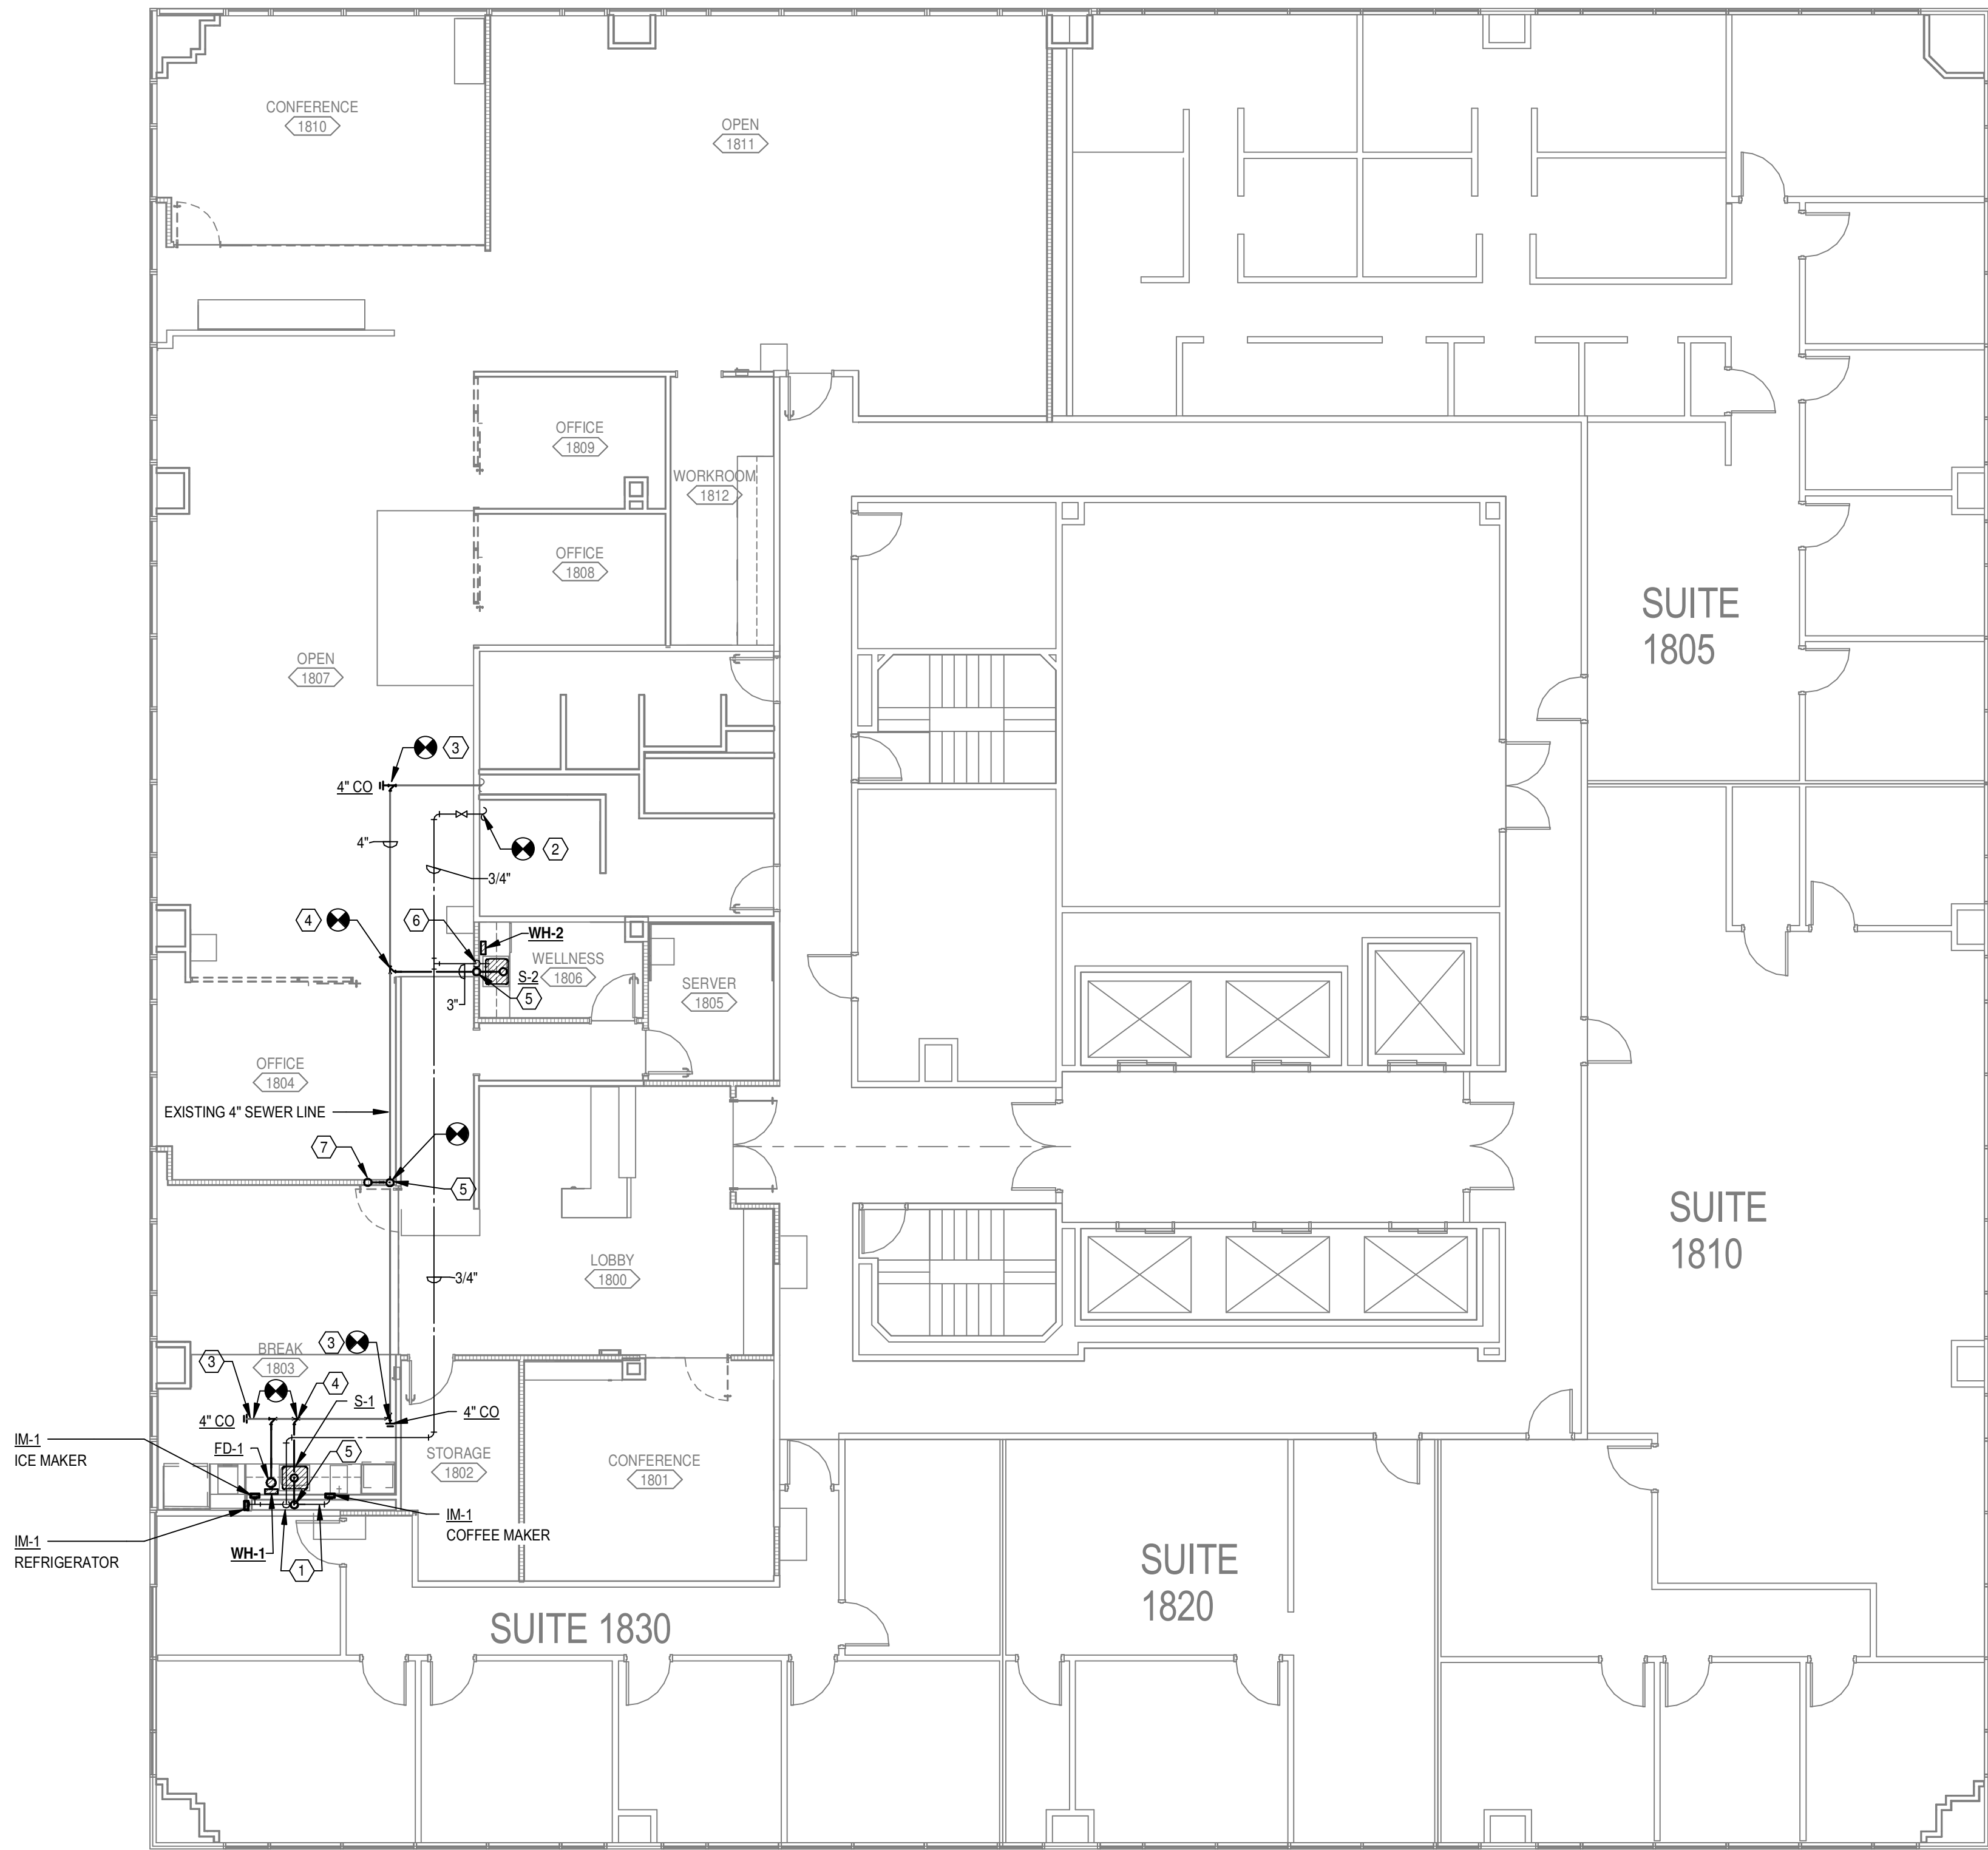 CONFERENCE
1810
OPEN
1811
OFFICE
1809
WORKROOM
1812
OFFICE
1808
SUITE
1805
OPEN
1807
3
4" CO
4"
2
3/4"
4
6
WH-2
WELLNESS
1806
S-2
5
3"
SERVER
1805
OFFICE
1804
EXISTING 4" SEWER LINE
7
5
SUITE
1810
LOBBY
1800
3/4"
BREAK
1803
3
3
4
S-1
4" CO
4" CO
IM-1
ICE MAKER
FD-1
5
STORAGE
1802
CONFERENCE
1801
IM-1
COFFEE MAKER
IM-1
REFRIGERATOR
WH-1
1
SUITE
1820
SUITE 1830